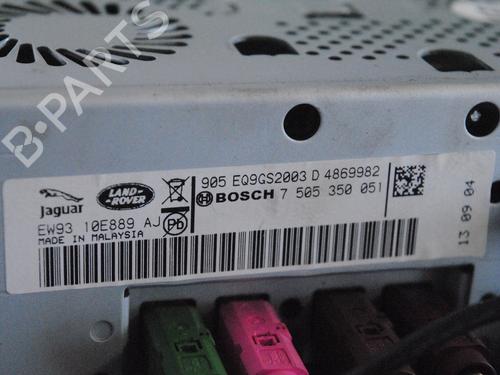 B-PARTS
905 EQ9GS2003 D 4869982
BOSCH 7 505 350 051
Jaguar
LAND-
ROVER
EW93 10E889 AJ
Pb
MADE IN MALAYSIA
13 09 04